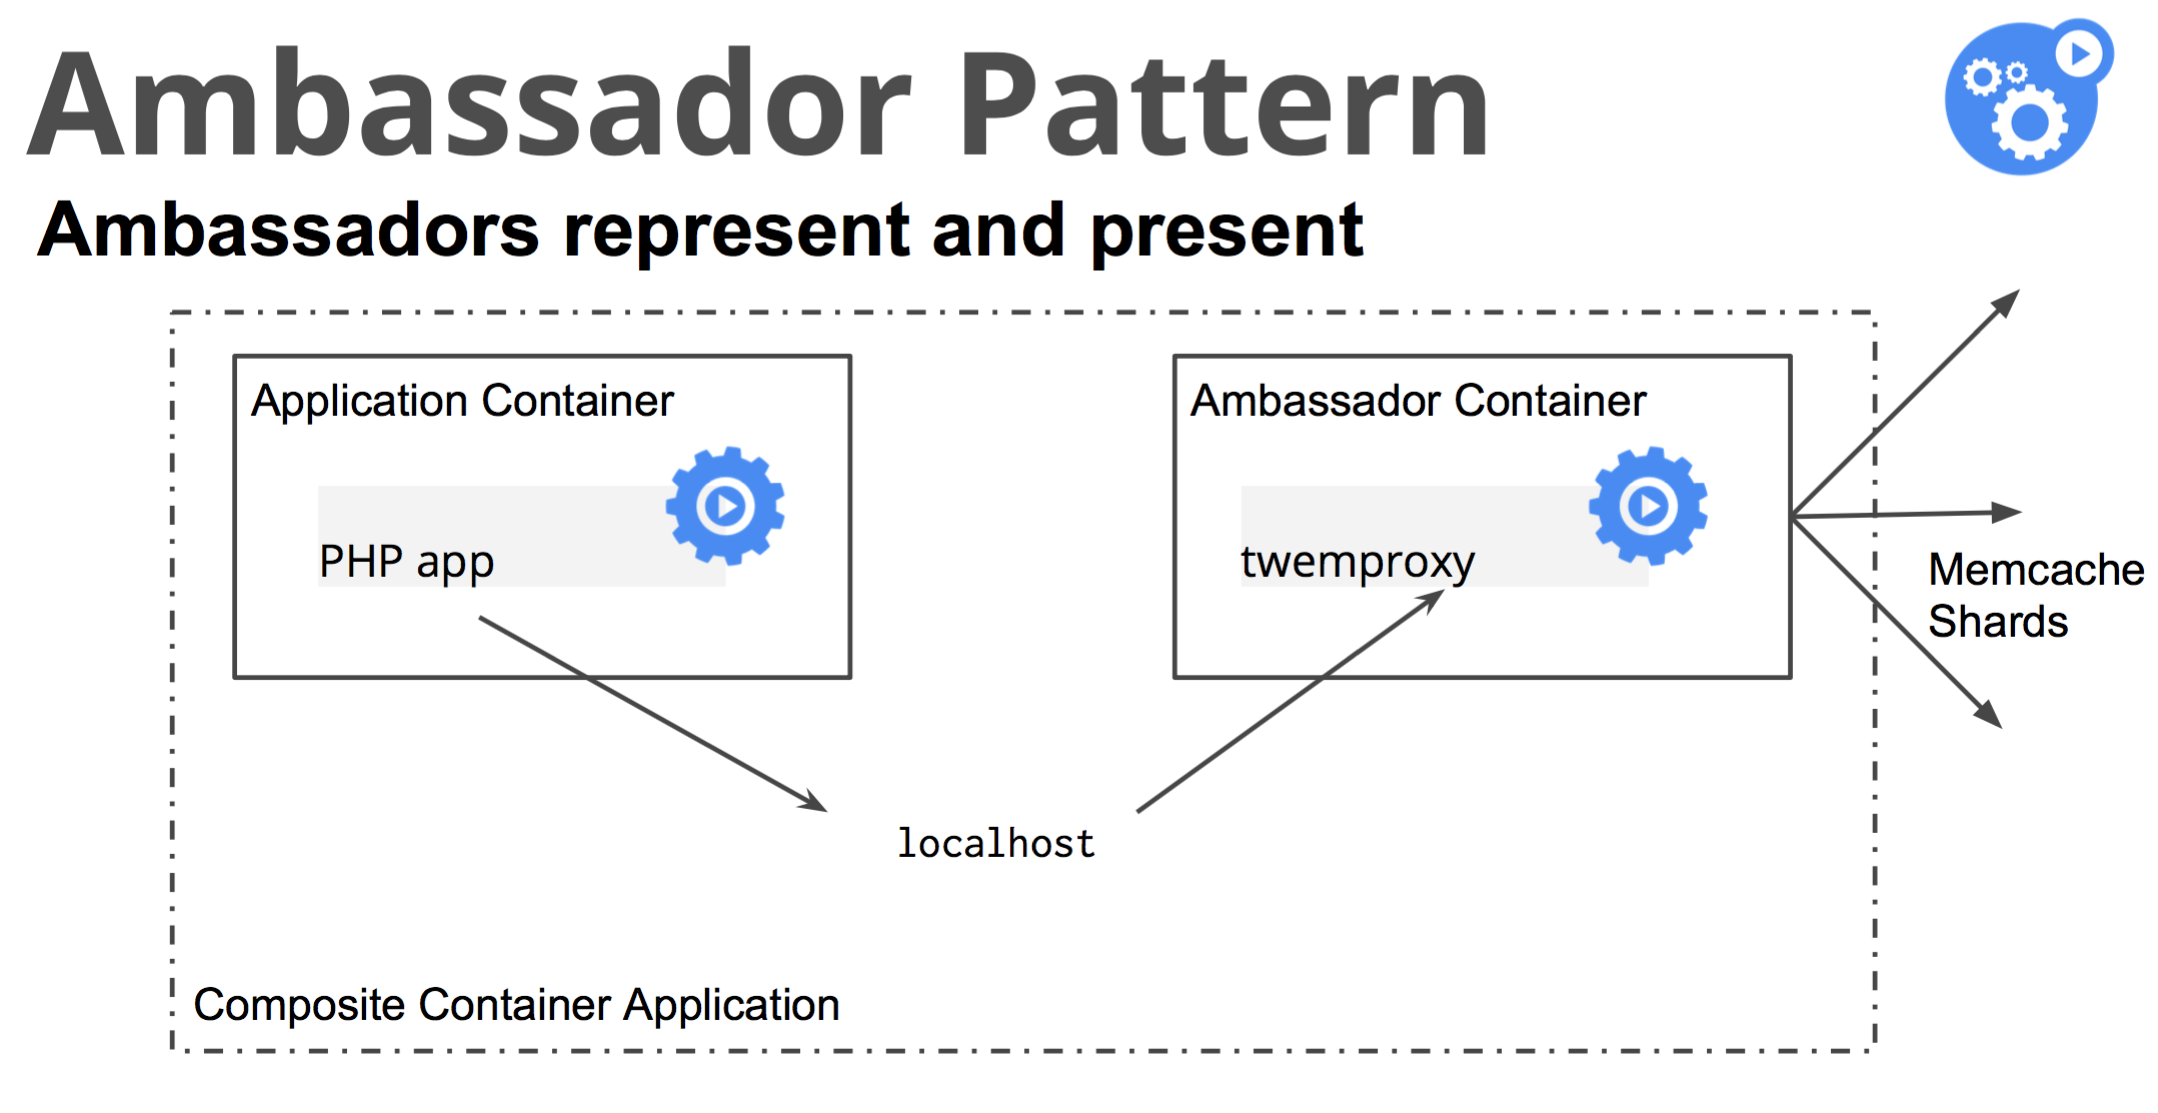 Ambassador Pattern
Ambassadors represent and present
Application Container
PHP app
Ambassador Container
twemproxy
Memcache
Shards
localhost
Composite Container Application